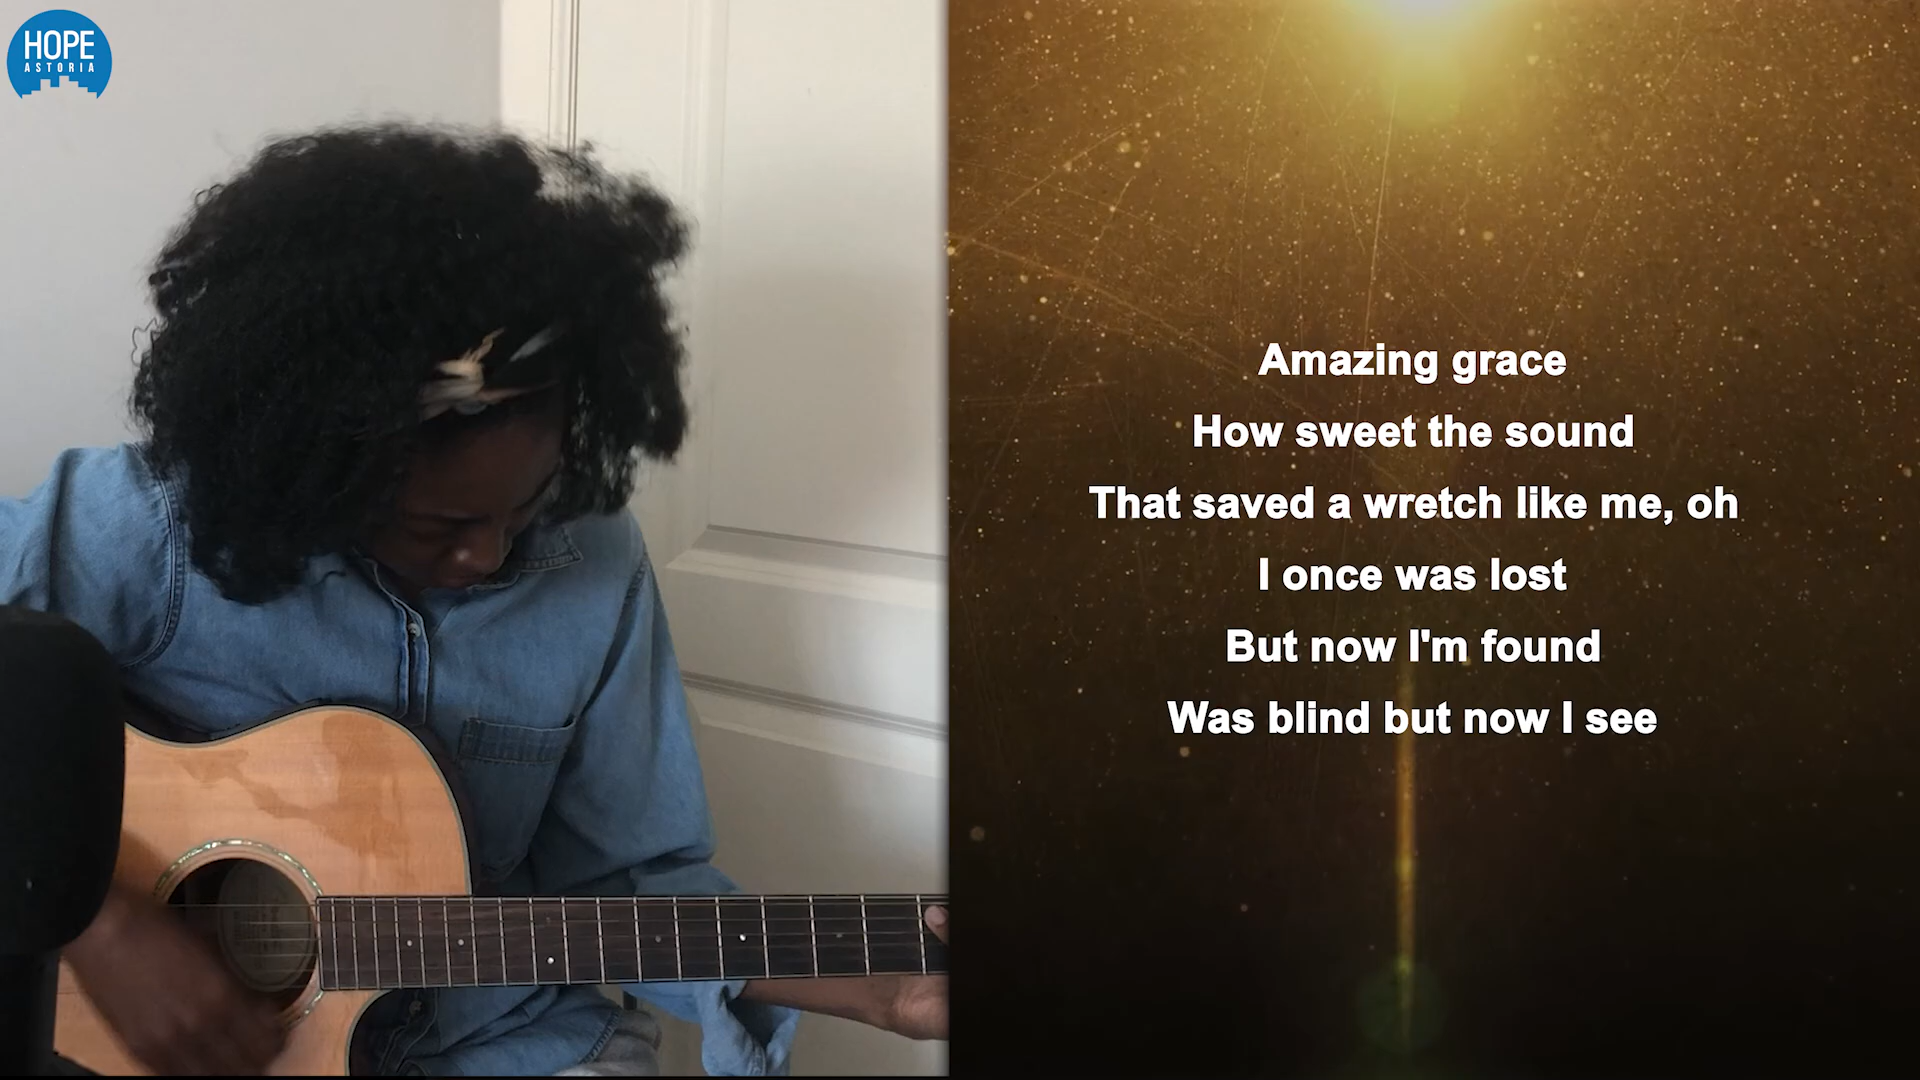 HOPE
ASTORIA
Amazing grace
How sweet the sound
That saved a wretch like me, oh
I once was lost
But now I'm found
Was blind but now I see